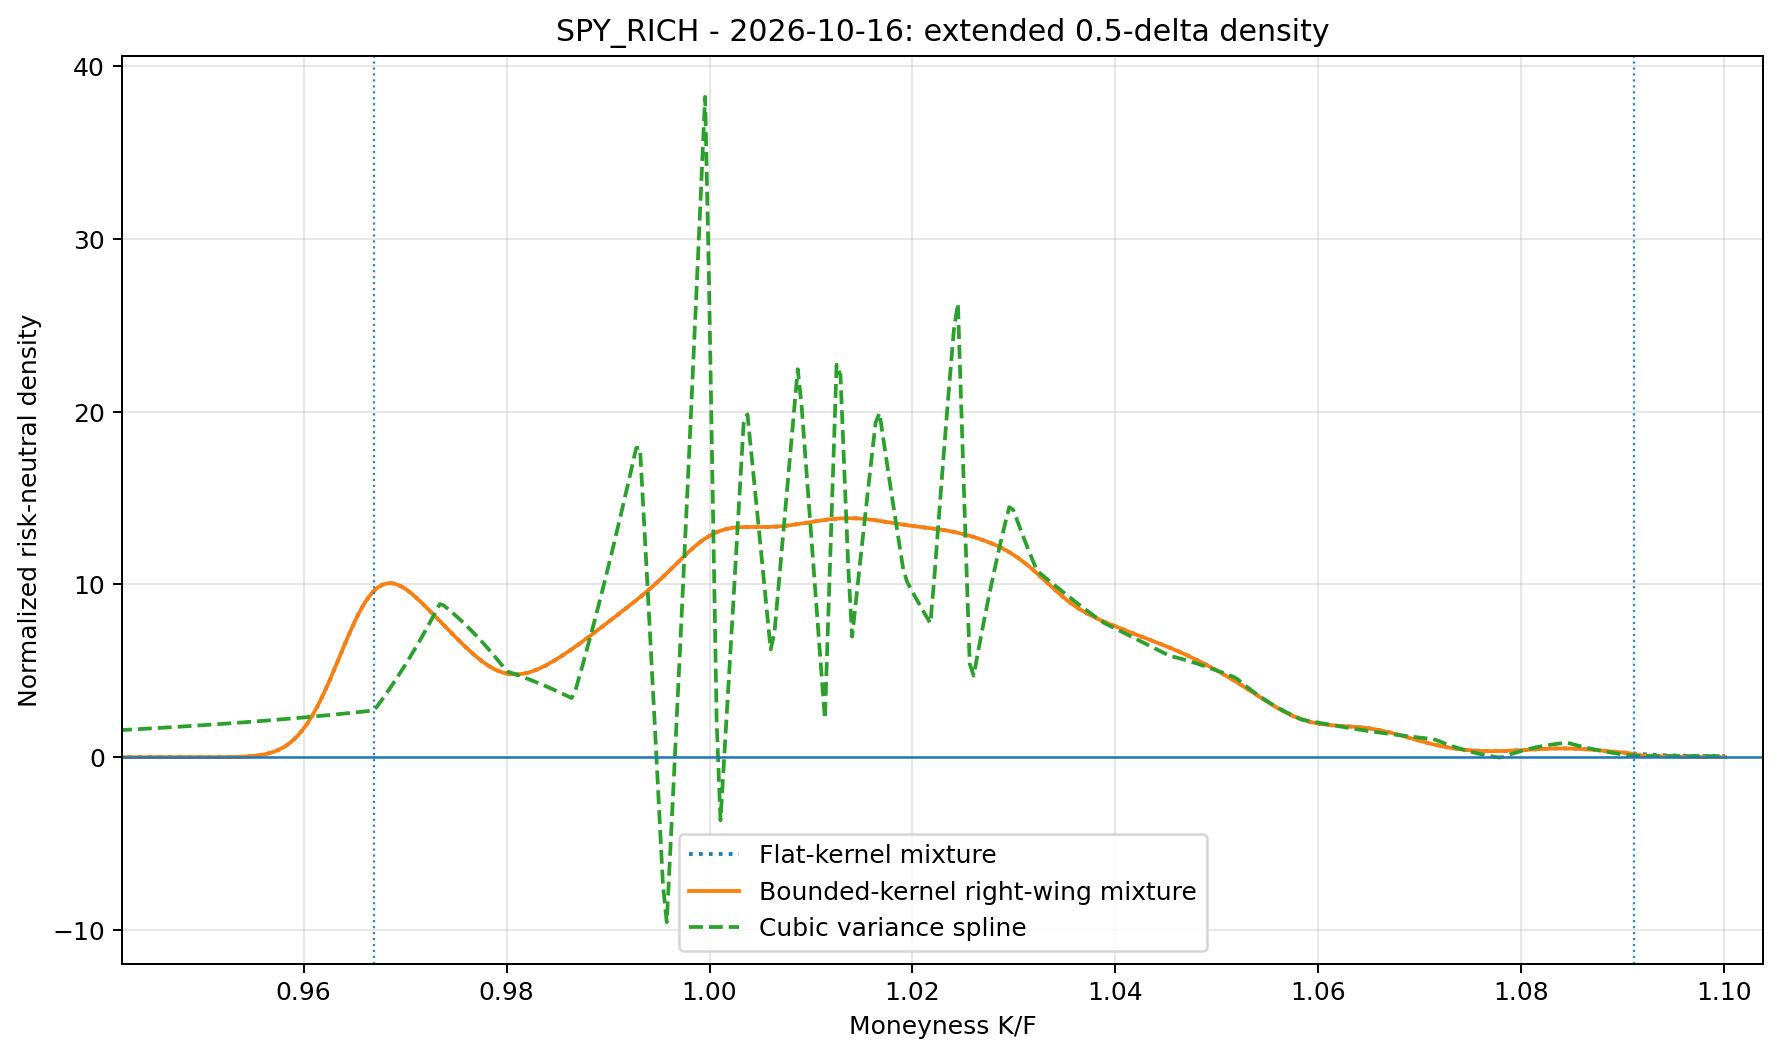 SPY_RICH - 2026-10-16: extended 0.5-delta density
Normalized risk-neutral density
40
30
20
10
0
−10
Flat-kernel mixture
Bounded-kernel right-wing mixture
Cubic variance spline
0.96 0.98 1.00 1.02 1.04 1.06 1.08 1.10
Moneyness K/F